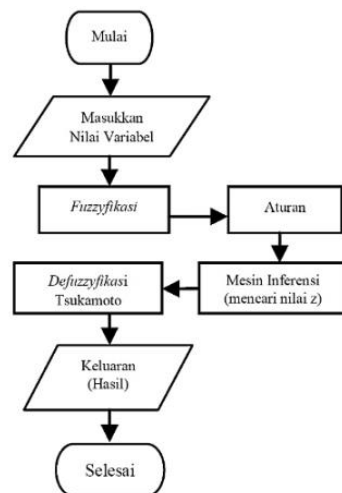 Mulai
Masukkan
Nilai Variabel
Fuzzyfikasi
Aturan
Mesin Inferensi
(mencari nilai z)
Defuzzyfikasi
Tsukamoto
Keluaran
(Hasil)
Selesai